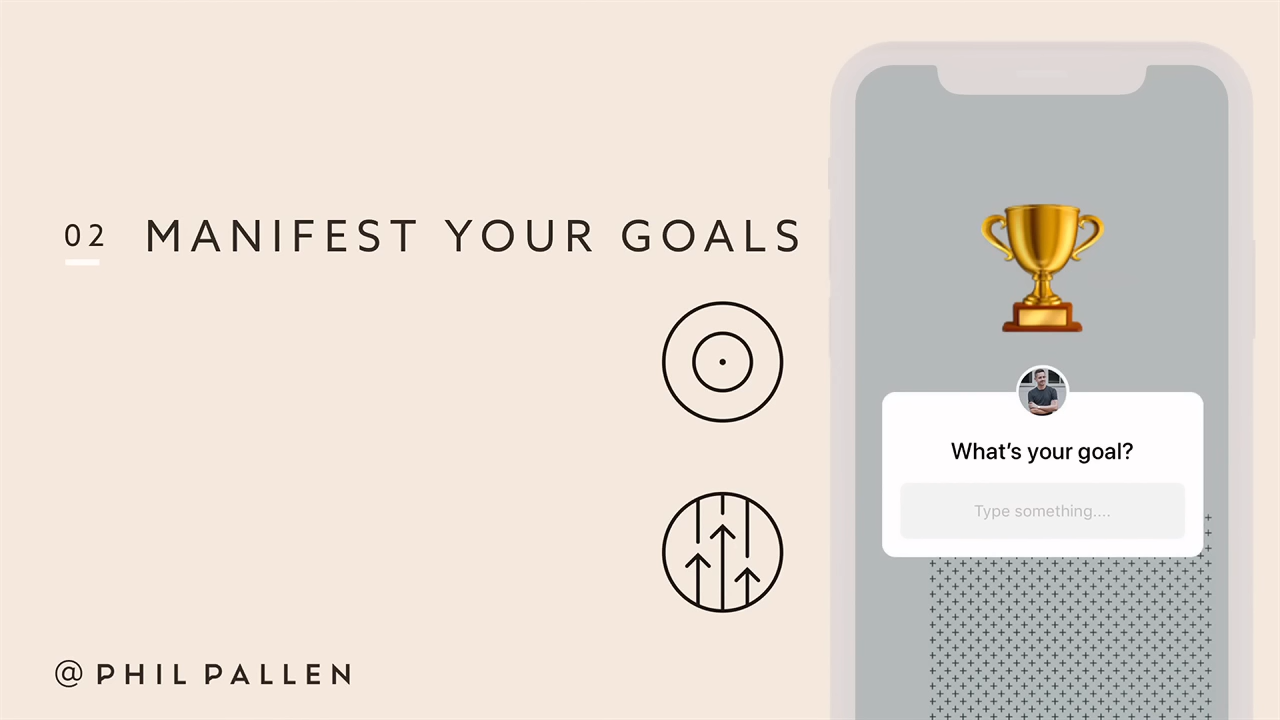 02 MANIFEST YOUR GOALS
What's your goal?
Type something....
@PHIL PALLEN